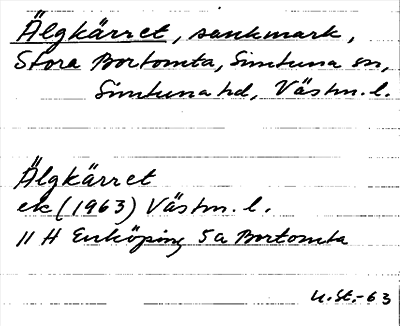 Älgkärret, sankmark,
Stora Bortomta, Simtuna sn,
Simtuna hd, Västm. l.
Älgkärret
ek (1963) Västm. l.
11 H Enköping 5a Bortomta
U.St.-63